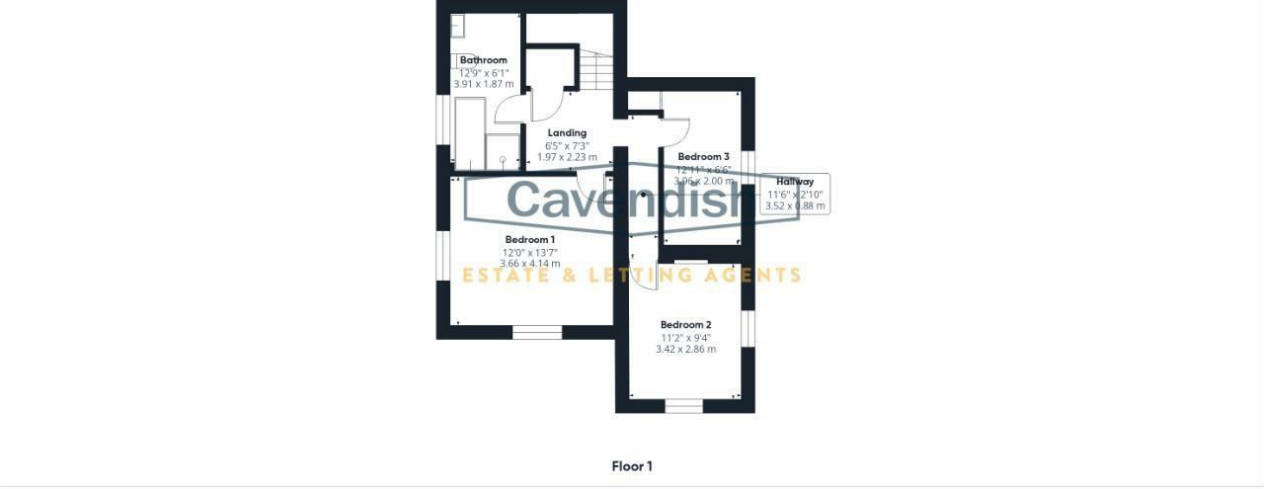 Bathroom
12'9" x 6'1"
3.91 x 1.87 m
Landing
6'5" x 7'3"
1.97 x 2.23 m
Bedroom 3
12'11" x 6'6"
3.96 x 2.00 m
Hallway
11'6" x 2'10"
3.52 x 0.88 m
Cavendish
ESTATE & LETTING AGENTS
Bedroom 1
12'0" x 13'7"
3.66 x 4.14 m
Bedroom 2
11'2" x 9'4"
3.42 x 2.86 m
Floor 1